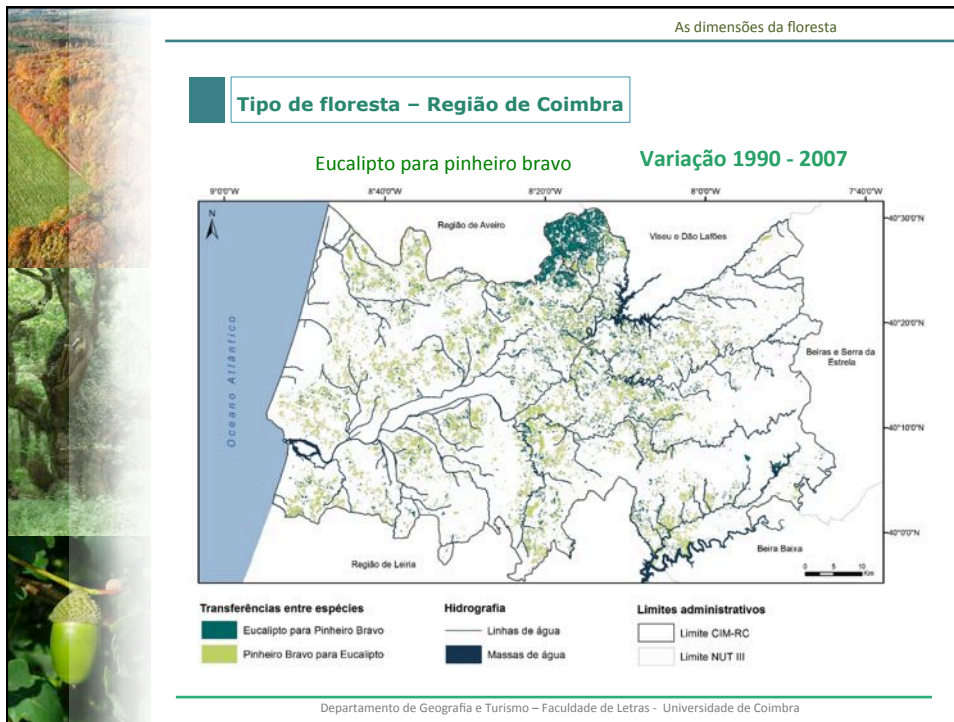 As dimensões da floresta
Tipo de floresta – Região de Coimbra
Eucalipto para pinheiro bravo
Variação 1990 - 2007
9°0'0"W
8°40'0"W
8°20'0"W
8°0'0"W
7°40'0"W
N
Região de Aveiro
Viseu e Dão Lafões
40°30'0"N
40°20'0"N
Beiras e Serra da
Estrela
Oceano Atlântico
40°10'0"N
40°0'0"N
Região de Leiria
Beira Baixa
0 5 10
Km
Transferências entre espécies
Eucalipto para Pinheiro Bravo
Pinheiro Bravo para Eucalipto
Hidrografia
Linhas de água
Massas de água
Limites administrativos
Limite CIM-RC
Limite NUT III
Departamento de Geografia e Turismo – Faculdade de Letras - Universidade de Coimbra